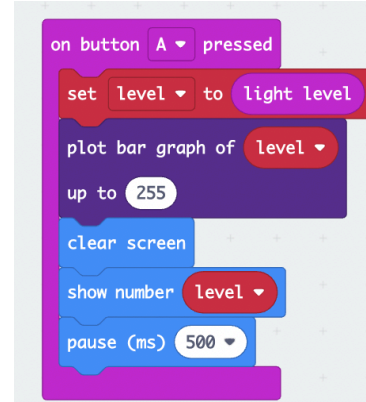 on button A pressed
set level to light level
plot bar graph of level
up to 255
clear screen
show number level
pause (ms) 500